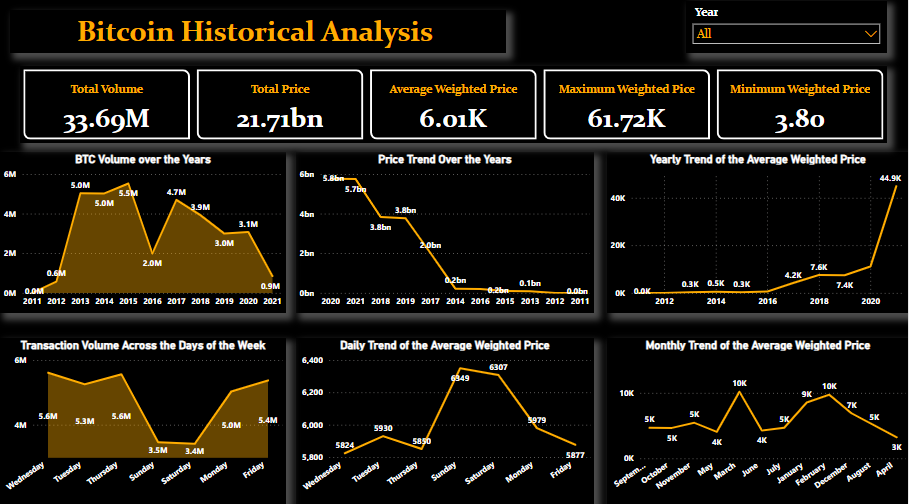 Bitcoin Historical Analysis
Year
All
Total Volume
33.69M
Total Price
21.71bn
Average Weighted Price
6.01K
Maximum Weighted Pice
61.72K
Minimum Weighted Price
3.80
BTC Volume over the Years
6M
4M
2M
0M
0.0M
0.6M
5.0M
5.0M
5.5M
2.0M
4.7M
3.9M
3.0M
3.1M
0.9M
2011 2012 2013 2014 2015 2016 2017 2018 2019 2020 2021
Price Trend Over the Years
6bn
4bn
2bn
0bn
5.8bn
5.7bn
3.8bn
3.8bn
2.0bn
0.2bn
0.2bn
0.1bn
0.0bn
2020 2021 2018 2019 2017 2014 2016 2015 2013 2012 2011
Yearly Trend of the Average Weighted Price
40K
20K
0K
0.0K
0.3K
0.5K
0.3K
4.2K
7.6K
7.4K
44.9K
2012 2014 2016 2018 2020
Transaction Volume Across the Days of the Week
6M
4M
5.6M
5.3M
5.6M
3.5M
3.4M
5.0M
5.4M
Wednesday
Tuesday
Thursday
Sunday
Saturday
Monday
Friday
Daily Trend of the Average Weighted Price
6,400
6,200
6,000
5,800
5824
5930
5850
6349
6307
5979
5877
Wednesday
Tuesday
Thursday
Sunday
Saturday
Monday
Friday
Monthly Trend of the Average Weighted Price
10K
0K
5K
5K
5K
4K
10K
4K
5K
9K
10K
7K
5K
3K
Septem...
October
November
May
March
June
July
January
February
December
August
April